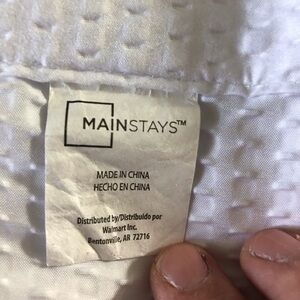 MAINSTAYS™
MADE IN CHINA
HECHO EN CHINA
Distributed by/Distribuido por
Walmart Inc.
Bentonville, AR 72716